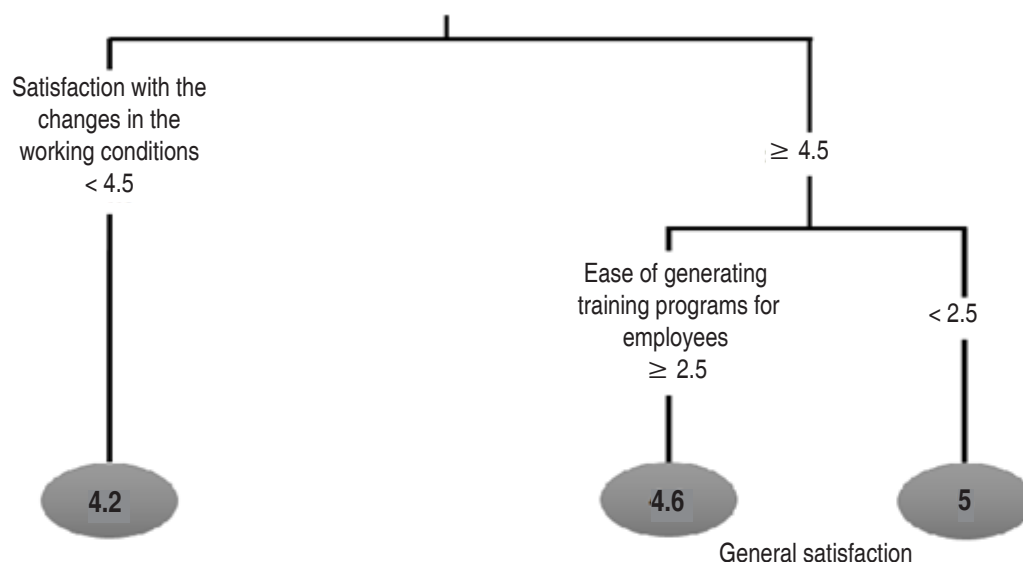 Satisfaction with the
changes in the
working conditions
< 4.5
≥ 4.5
Ease of generating
training programs for
employees
≥ 2.5
< 2.5
4.2
4.6
5
General satisfaction